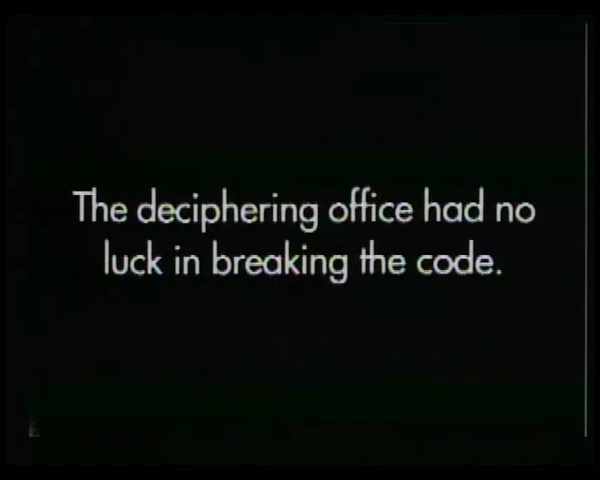 The deciphering office had no
luck in breaking the code.